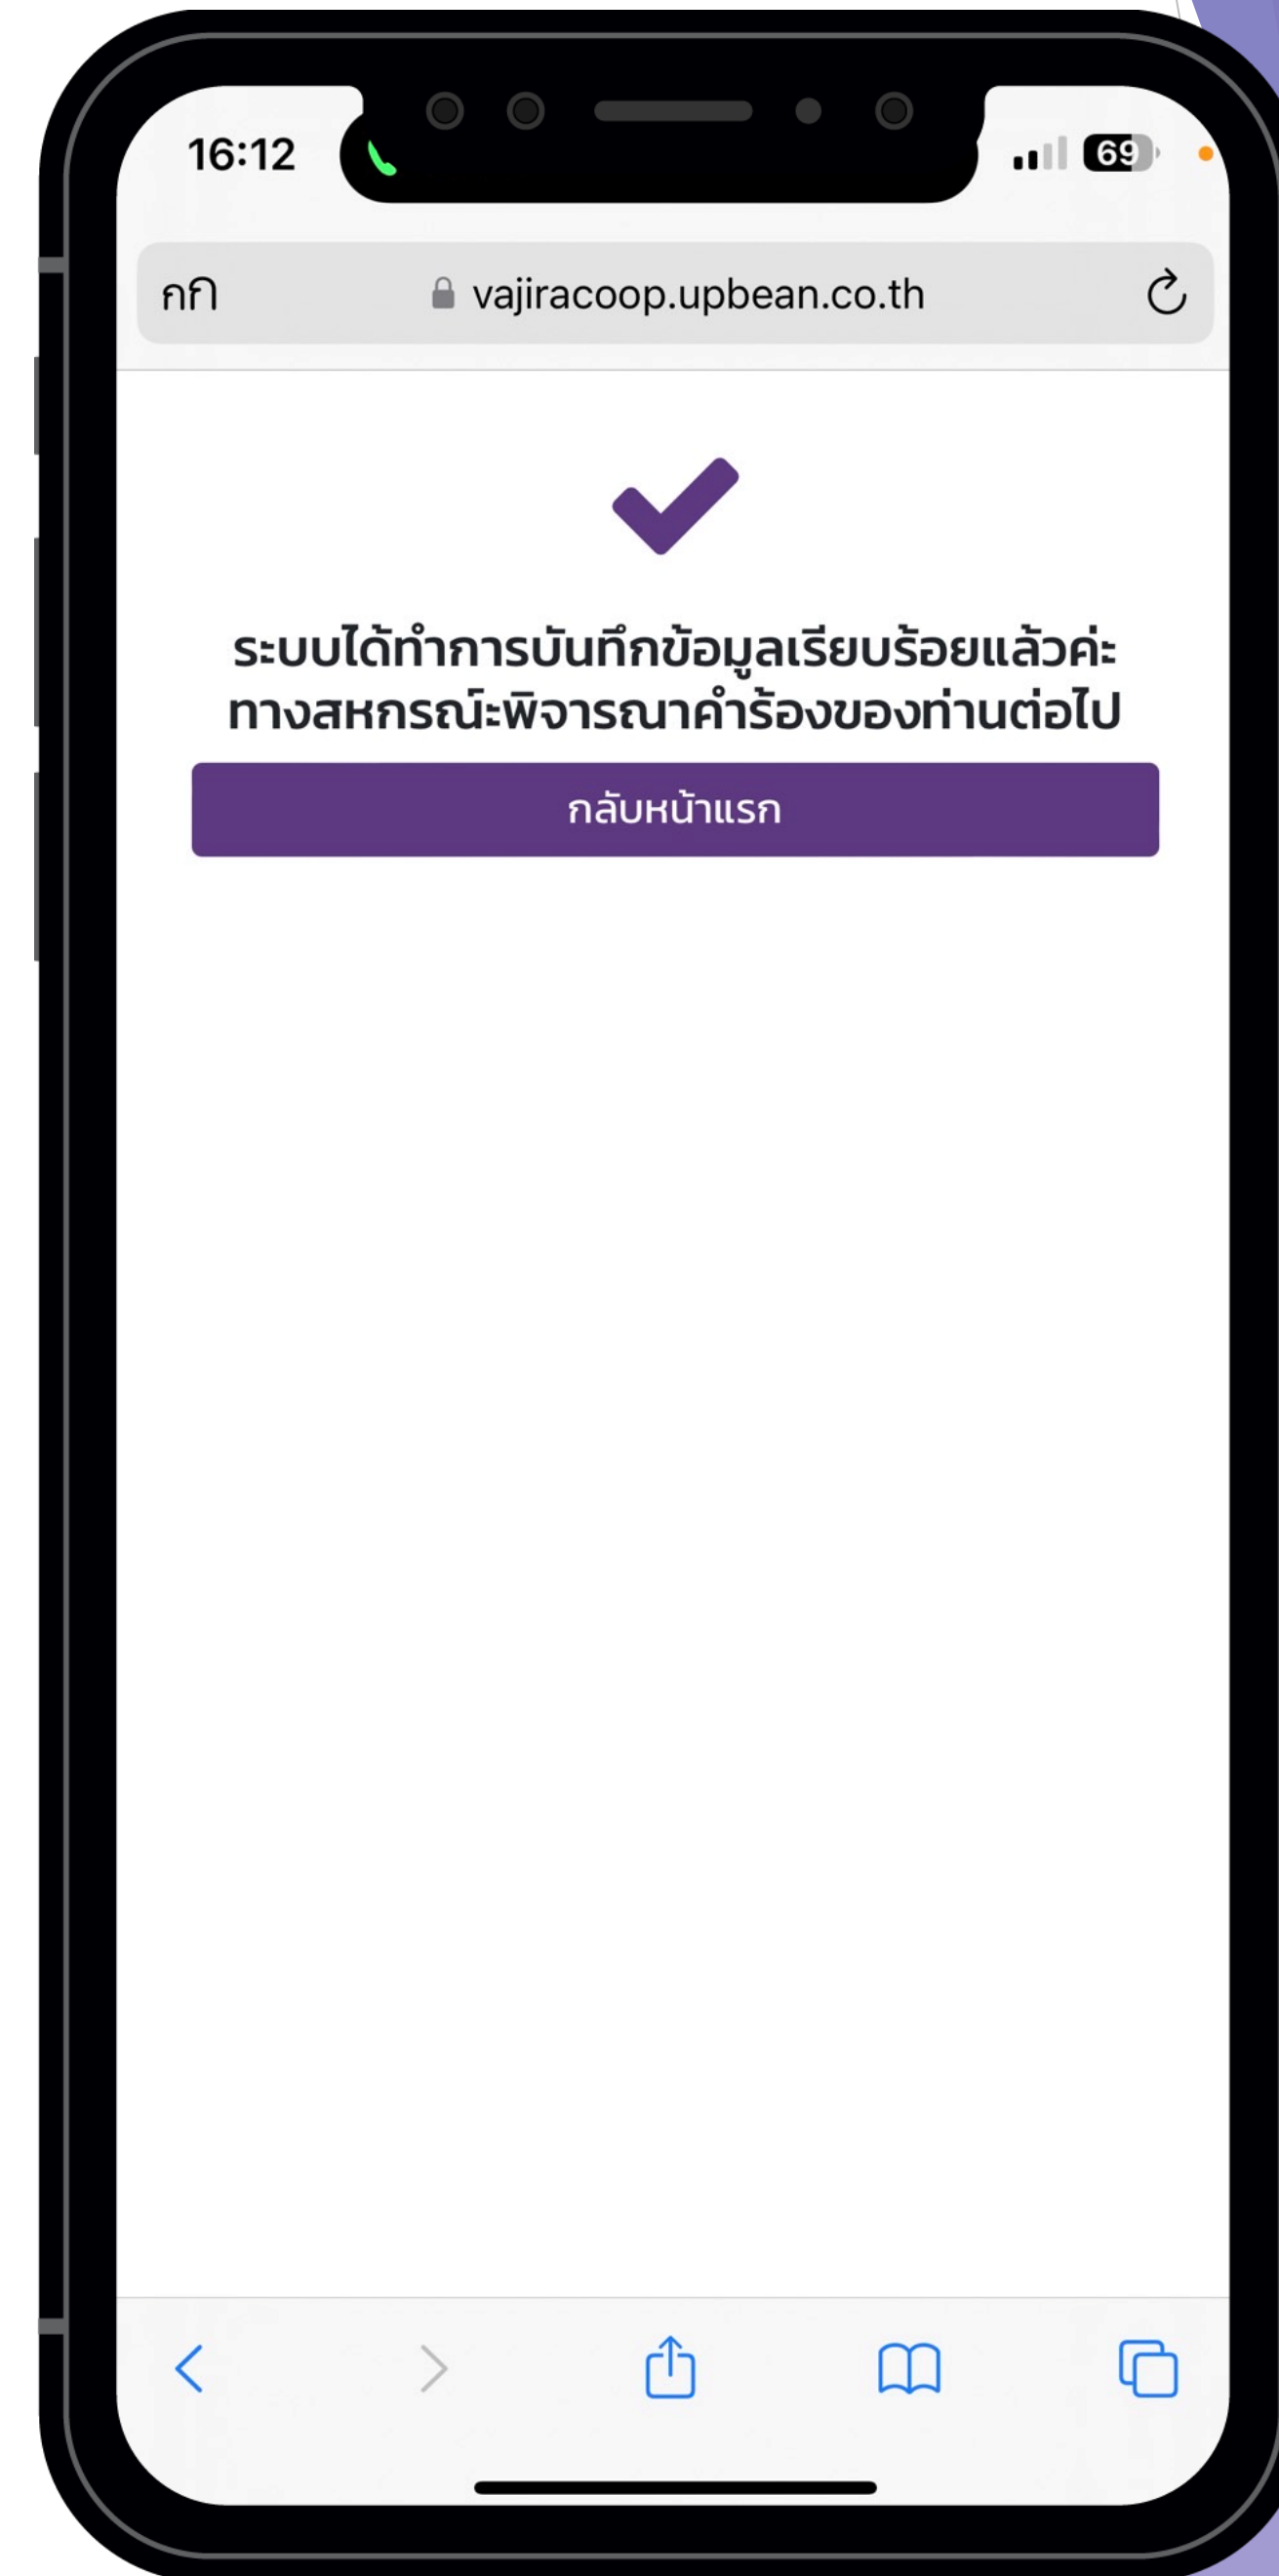 16:12
69
กก
vajiracoop.upbean.co.th
ระบบได้ทำการบันทึกข้อมูลเรียบร้อยแล้วค่ะ
ทางสหกรณ์ะพิจารณาคำร้องของท่านต่อไป
กลับหน้าแรก